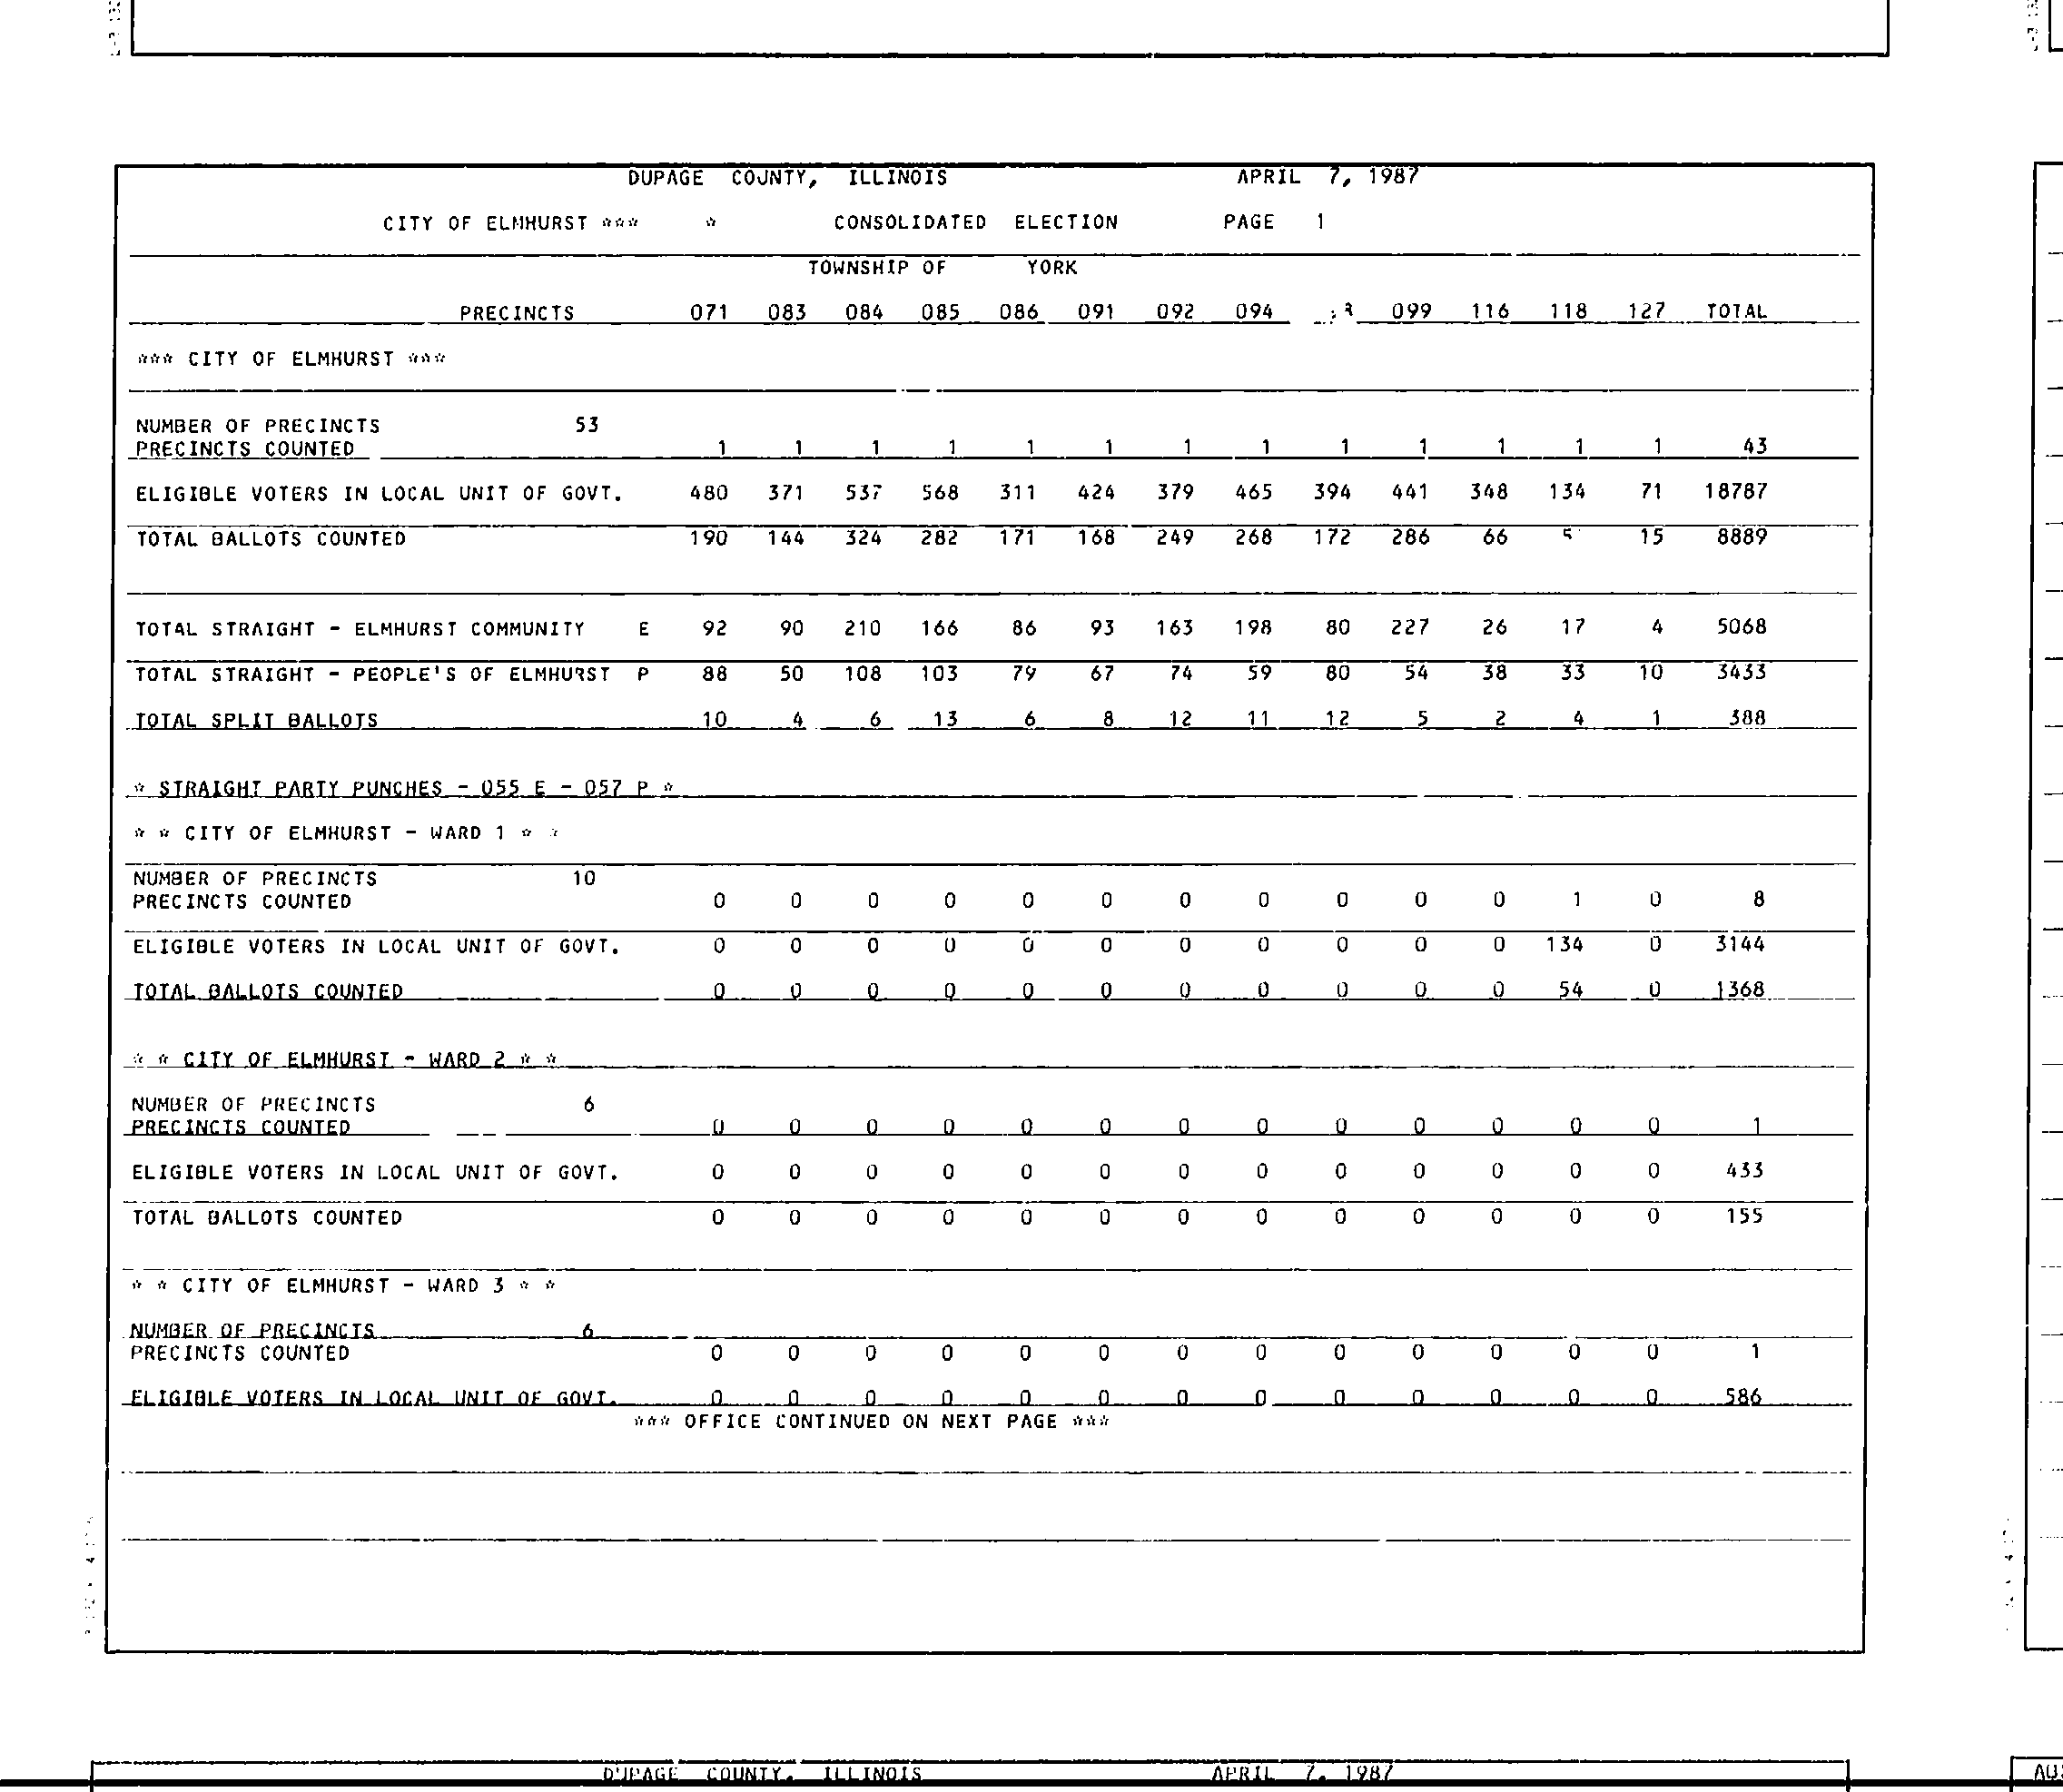 DUPAGE COUNTY, ILLINOIS APRIL 7, 1987
CITY OF ELMHURST *** * CONSOLIDATED ELECTION PAGE 1
TOWNSHIP OF YORK
PRECINCTS 071 083 084 085 086 091 092 094 099 116 118 127 TOTAL
*** CITY OF ELMHURST ***
NUMBER OF PRECINCTS 53
PRECINCTS COUNTED 1 1 1 1 1 1 1 1 1 1 1 1 1 43
ELIGIBLE VOTERS IN LOCAL UNIT OF GOVT. 480 371 537 568 311 424 379 465 394 441 348 134 71 18787
TOTAL BALLOTS COUNTED 190 144 324 282 171 168 249 268 172 286 66 15 8889
TOTAL STRAIGHT - ELMHURST COMMUNITY E 92 90 210 166 86 93 163 198 80 227 26 17 4 5068
TOTAL STRAIGHT - PEOPLE'S OF ELMHURST P 88 50 108 103 79 67 74 59 80 54 38 33 10 3433
TOTAL SPLIT BALLOTS 10 4 6 13 6 8 12 11 12 5 2 4 1 388
* STRAIGHT PARTY PUNCHES - 055 E - 057 P *
* * CITY OF ELMHURST - WARD 1 * *
NUMBER OF PRECINCTS 10
PRECINCTS COUNTED 0 0 0 0 0 0 0 0 0 0 0 1 0 8
ELIGIBLE VOTERS IN LOCAL UNIT OF GOVT. 0 0 0 0 0 0 0 0 0 0 0 134 0 3144
TOTAL BALLOTS COUNTED 0 0 0 0 0 0 0 0 0 0 0 54 0 1368
* * CITY OF ELMHURST - WARD 2 * *
NUMBER OF PRECINCTS 6
PRECINCTS COUNTED 0 0 0 0 0 0 0 0 0 0 0 0 0 1
ELIGIBLE VOTERS IN LOCAL UNIT OF GOVT. 0 0 0 0 0 0 0 0 0 0 0 0 0 433
TOTAL BALLOTS COUNTED 0 0 0 0 0 0 0 0 0 0 0 0 0 155
* * CITY OF ELMHURST - WARD 3 * *
NUMBER OF PRECINCTS 6
PRECINCTS COUNTED 0 0 0 0 0 0 0 0 0 0 0 0 0 1
ELIGIBLE VOTERS IN LOCAL UNIT OF GOVT. 0 0 0 0 0 0 0 0 0 0 0 0 0 586
*** OFFICE CONTINUED ON NEXT PAGE ***
DUPAGE COUNTY, ILLINOIS APRIL 7, 1987